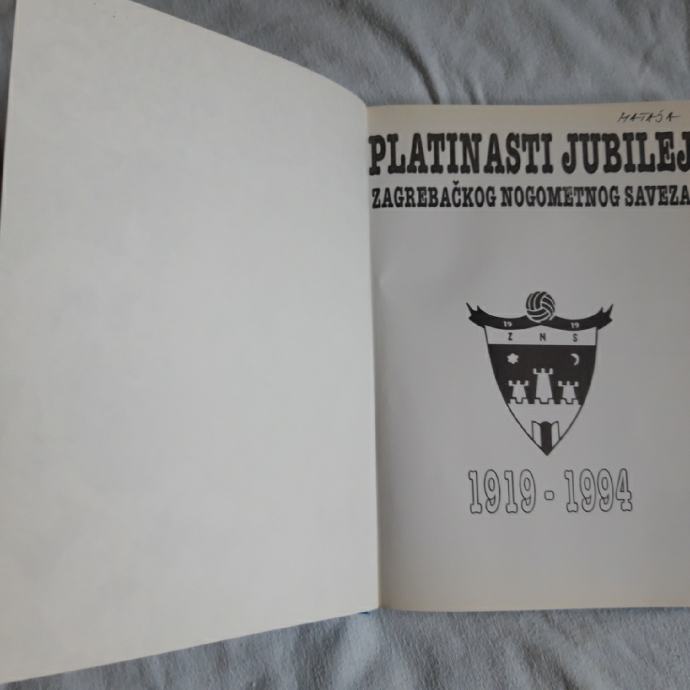 MATAŠA
PLATINASTI JUBILEJ
ZAGREBAČKOG NOGOMETNOG SAVEZA
19 19
Z N S
1919 - 1994